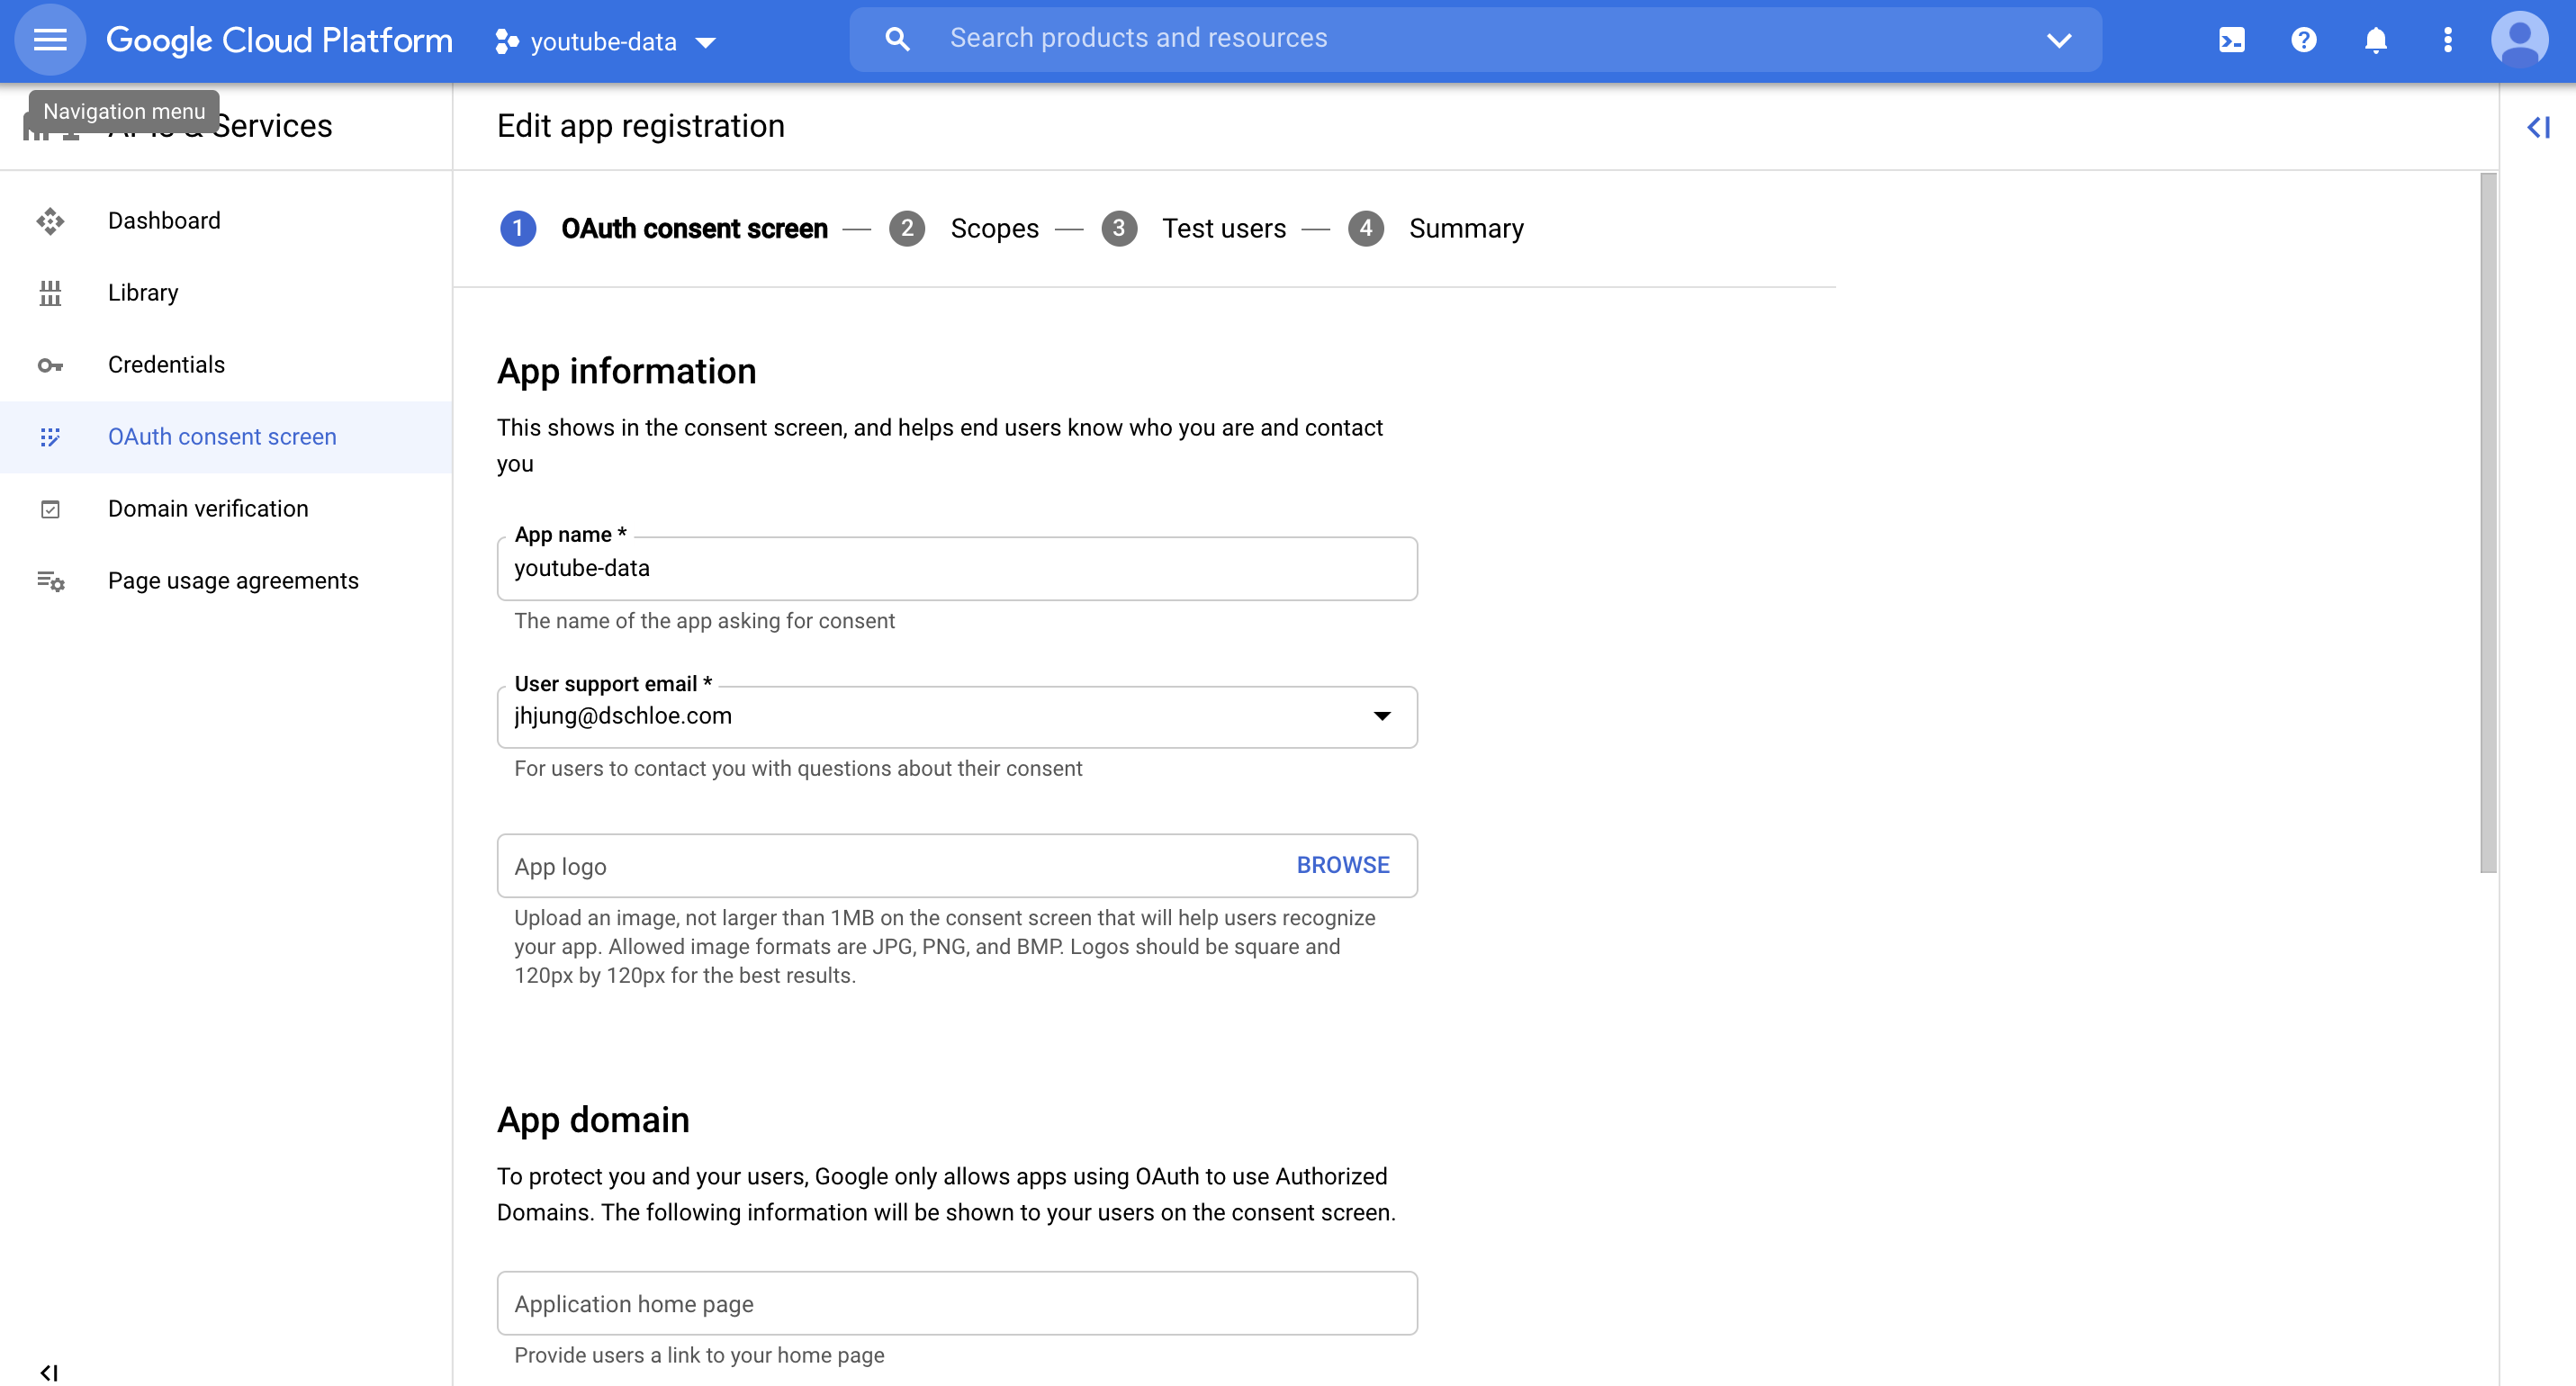 Google Cloud Platform
youtube-data
Search products and resources
Navigation menu
APIs & Services
Edit app registration
Dashboard
Library
Credentials
OAuth consent screen
Domain verification
Page usage agreements
1 OAuth consent screen — 2 Scopes — 3 Test users — 4 Summary
App information
This shows in the consent screen, and helps end users know who you are and contact
you
App name *
youtube-data
The name of the app asking for consent
User support email *
jhjung@dschloe.com
For users to contact you with questions about their consent
App logo
BROWSE
Upload an image, not larger than 1MB on the consent screen that will help users recognize
your app. Allowed image formats are JPG, PNG, and BMP. Logos should be square and
120px by 120px for the best results.
App domain
To protect you and your users, Google only allows apps using OAuth to use Authorized
Domains. The following information will be shown to your users on the consent screen.
Application home page
Provide users a link to your home page